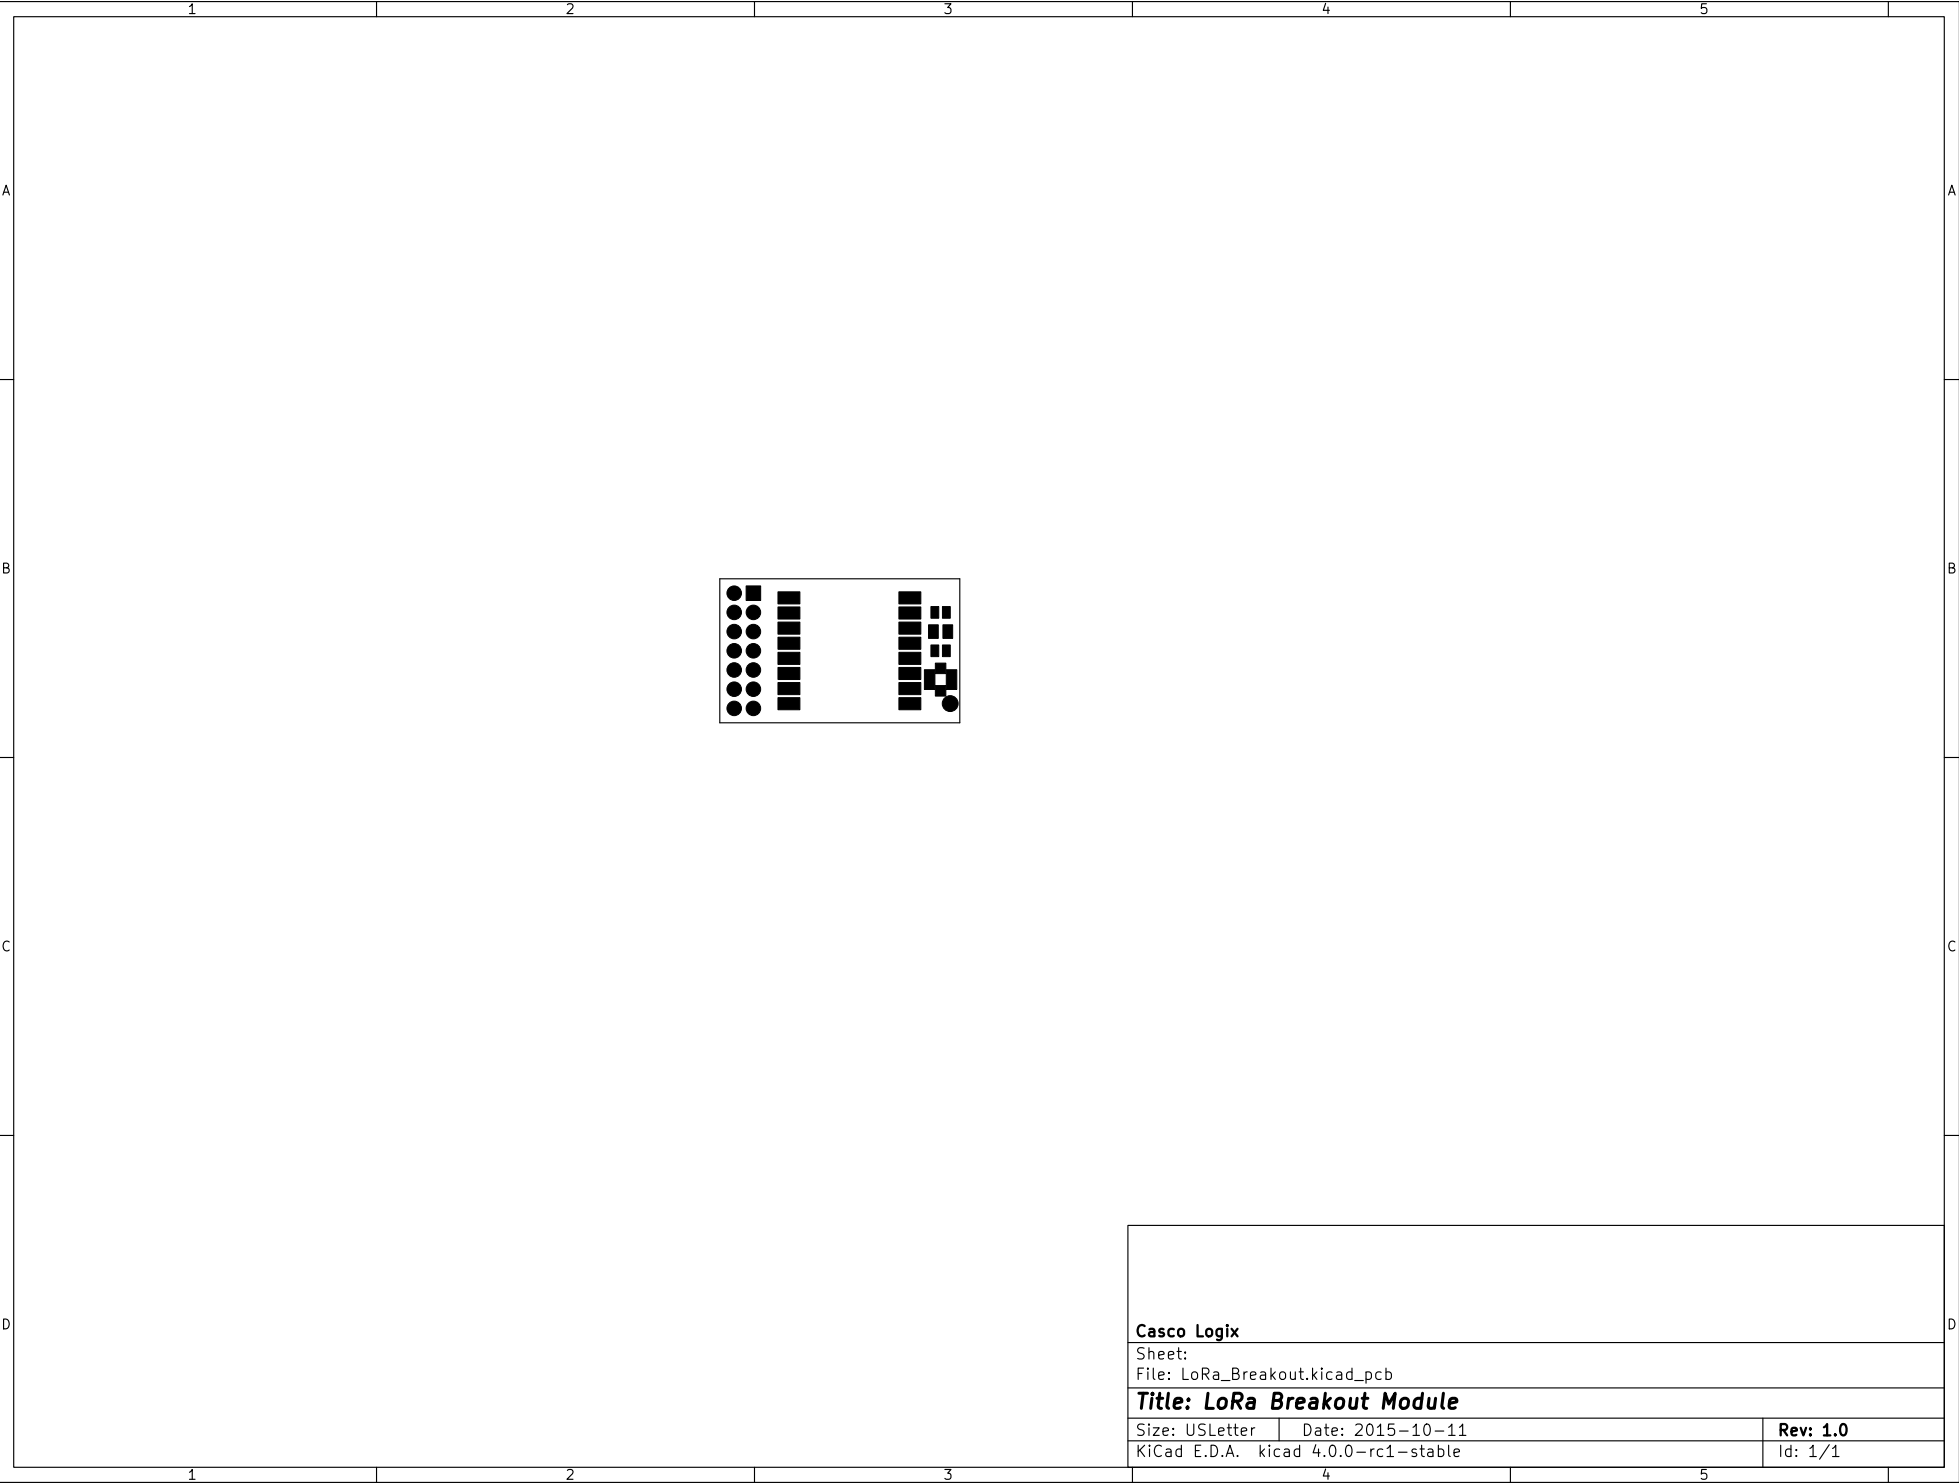 1 2 3 4 5
A A
B B
C C
D D
Casco Logix
Sheet:
File: LoRa_Breakout.kicad_pcb
Title: LoRa Breakout Module
Size: USLetter Date: 2015-10-11 Rev: 1.0
KiCad E.D.A. kicad 4.0.0-rc1-stable Id: 1/1
1 2 3 4 5